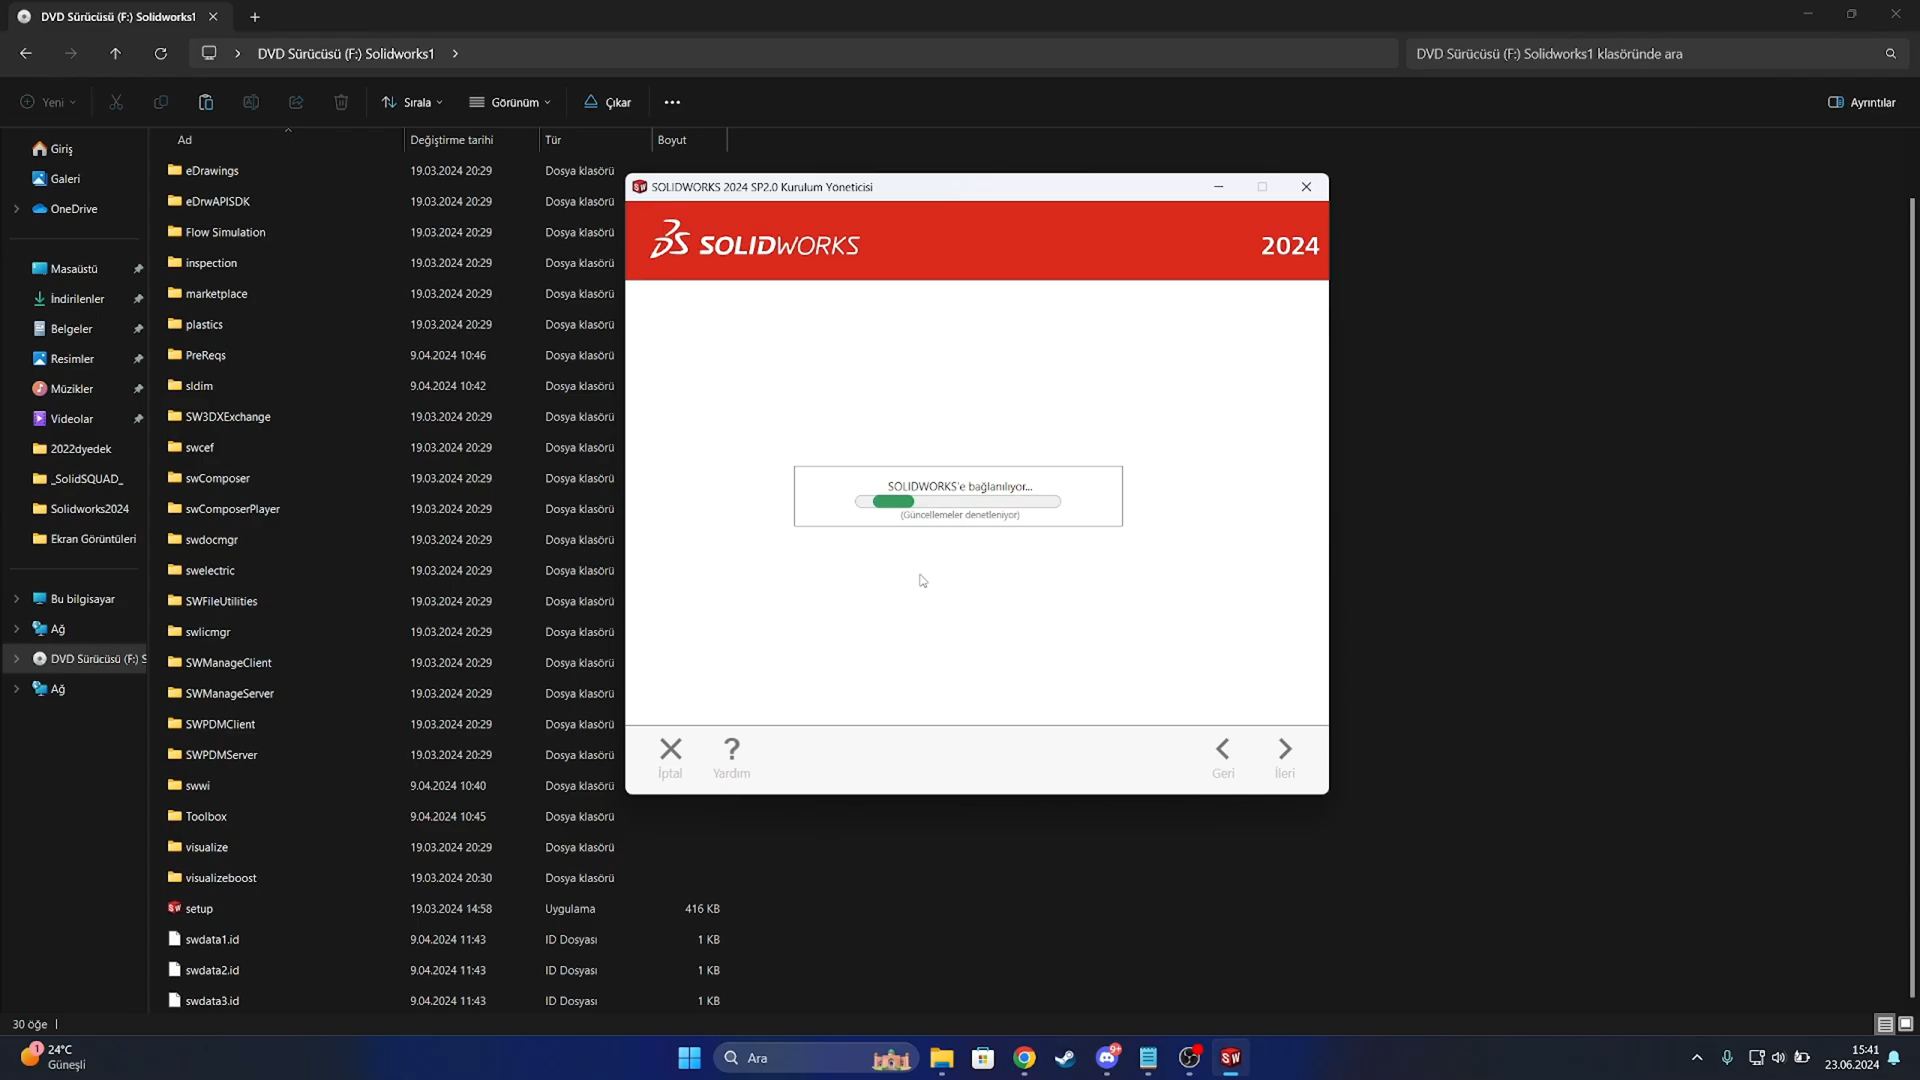 DVD Sürücüsü (F:) Solidworks1
DVD Sürücüsü (F:) Solidworks1
DVD Sürücüsü (F:) Solidworks1 klasöründe ara
Yeni
Sırala
Görünüm
Çıkar
Ayrıntılar
Ad Değiştirme tarihi Tür Boyut
Giriş
Galeri
OneDrive
Masaüstü
İndirilenler
Belgeler
Resimler
Müzikler
Videolar
2022dyedek
_SolidSQUAD_
Solidworks2024
Ekran Görüntüleri
Bu bilgisayar
Ağ
DVD Sürücüsü (F:) S
Ağ
eDrawings 19.03.2024 20:29 Dosya klasörü
eDrwAPISDK 19.03.2024 20:29 Dosya klasörü
Flow Simulation 19.03.2024 20:29 Dosya klasörü
inspection 19.03.2024 20:29 Dosya klasörü
marketplace 19.03.2024 20:29 Dosya klasörü
plastics 19.03.2024 20:29 Dosya klasörü
PreReqs 9.04.2024 10:46 Dosya klasörü
sldim 9.04.2024 10:42 Dosya klasörü
SW3DXExchange 19.03.2024 20:29 Dosya klasörü
swcef 19.03.2024 20:29 Dosya klasörü
swComposer 19.03.2024 20:29 Dosya klasörü
swComposerPlayer 19.03.2024 20:29 Dosya klasörü
swdocmgr 19.03.2024 20:29 Dosya klasörü
swelectric 19.03.2024 20:29 Dosya klasörü
SWFileUtilities 19.03.2024 20:29 Dosya klasörü
swlicmgr 19.03.2024 20:29 Dosya klasörü
SWManageClient 19.03.2024 20:29 Dosya klasörü
SWManageServer 19.03.2024 20:29 Dosya klasörü
SWPDMClient 19.03.2024 20:29 Dosya klasörü
SWPDMServer 19.03.2024 20:29 Dosya klasörü
swwi 9.04.2024 10:40 Dosya klasörü
Toolbox 9.04.2024 10:45 Dosya klasörü
visualize 19.03.2024 20:29 Dosya klasörü
visualizeboost 19.03.2024 20:30 Dosya klasörü
setup 19.03.2024 14:58 Uygulama 416 KB
swdata1.id 9.04.2024 11:43 ID Dosyası 1 KB
swdata2.id 9.04.2024 11:43 ID Dosyası 1 KB
swdata3.id 9.04.2024 11:43 ID Dosyası 1 KB
SOLIDWORKS 2024 SP2.0 Kurulum Yöneticisi
SOLIDWORKS 2024
SOLIDWORKS'e bağlanılıyor...
(Güncellemeler denetleniyor)
İptal
Yardım
Geri
İleri
30 öğe
1
24°C
Güneşli
Ara
9+
15:41
23.06.2024